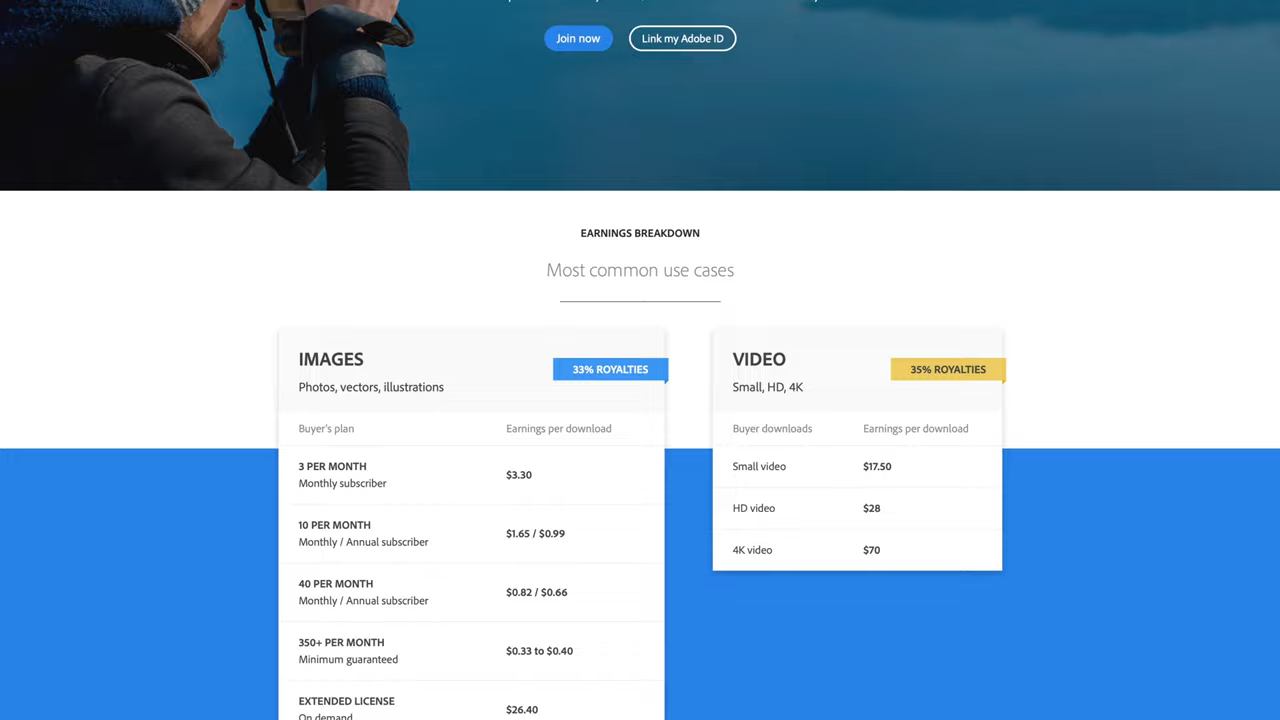 Join now
Link my Adobe ID
EARNINGS BREAKDOWN
Most common use cases
IMAGES
33% ROYALTIES
Photos, vectors, illustrations
Buyer's plan
Earnings per download
3 PER MONTH
Monthly subscriber
$3.30
10 PER MONTH
Monthly / Annual subscriber
$1.65 / $0.99
40 PER MONTH
Monthly / Annual subscriber
$0.82 / $0.66
350+ PER MONTH
Minimum guaranteed
$0.33 to $0.40
EXTENDED LICENSE
On demand
$26.40
VIDEO
35% ROYALTIES
Small, HD, 4K
Buyer downloads
Earnings per download
Small video
$17.50
HD video
$28
4K video
$70